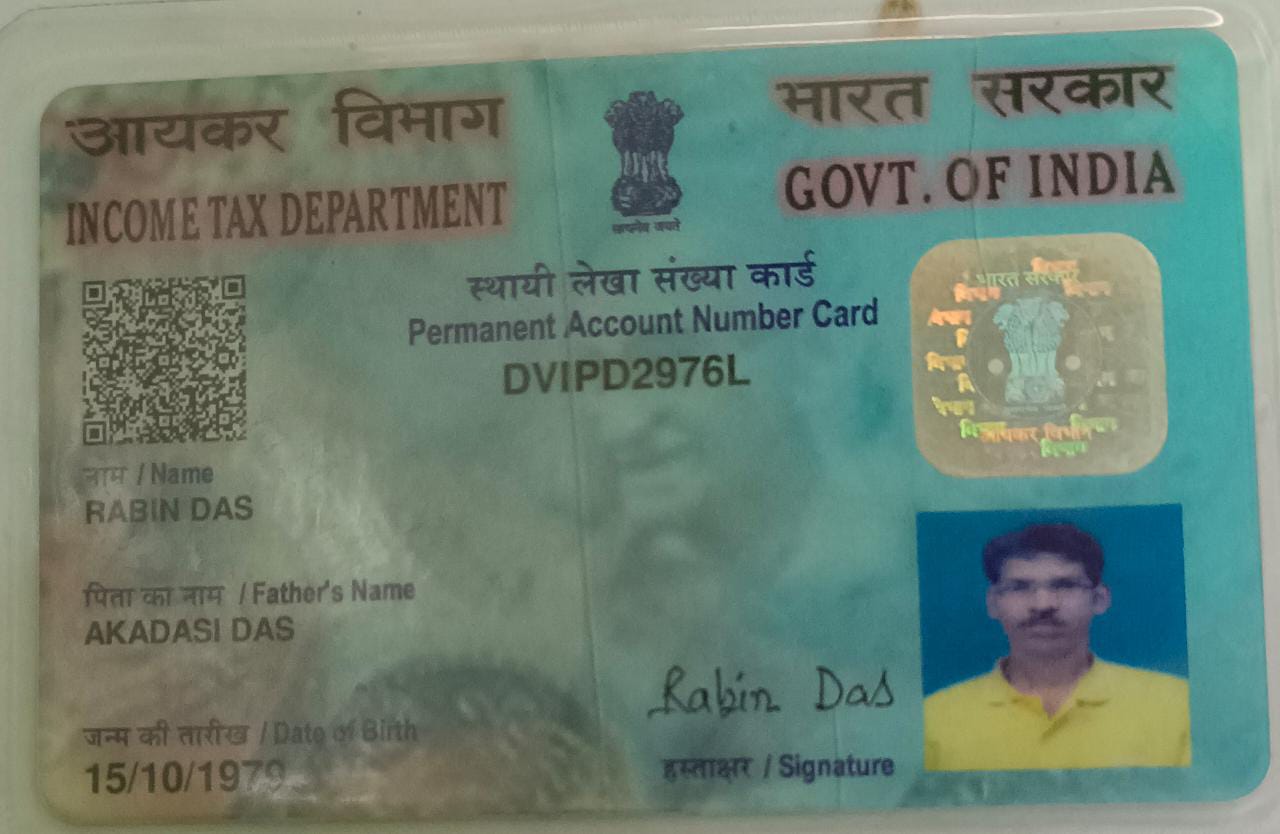 आयकर विभाग
INCOME TAX DEPARTMENT
भारत सरकार
GOVT. OF INDIA
सत्यमेव जयते
स्थायी लेखा संख्या कार्ड
Permanent Account Number Card
DVIPD2976L
भारत सरकार
आयकर विभाग
नाम / Name
RABIN DAS
पिता का नाम / Father's Name
AKADASI DAS
जन्म की तारीख / Date of Birth
15/10/1979
Rabin Das
हस्ताक्षर / Signature